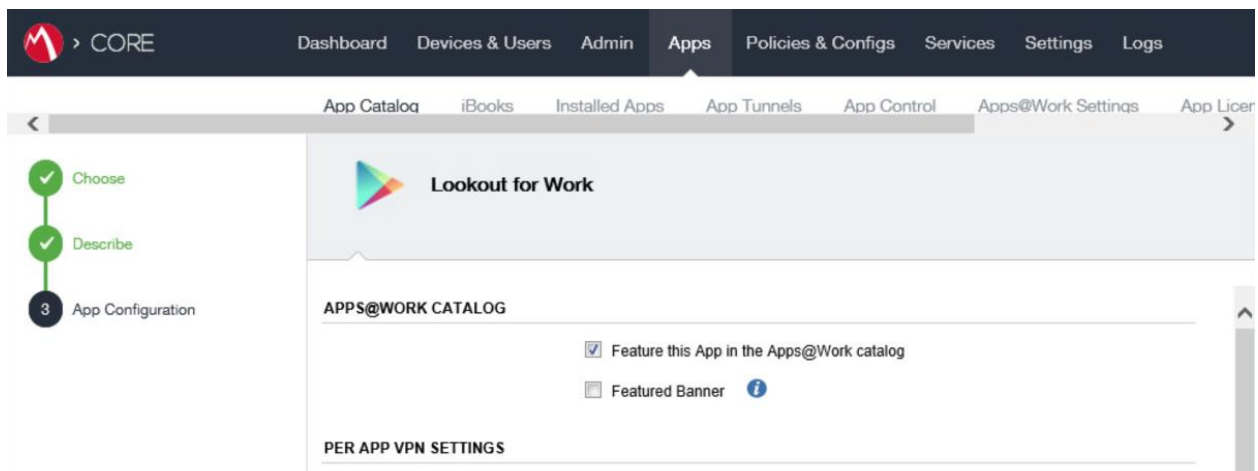 CORE Dashboard Devices & Users Admin Apps Policies & Configs Services Settings Logs
App Catalog iBooks Installed Apps App Tunnels App Control Apps@Work Settings App Licen
Choose
Lookout for Work
Describe
3 App Configuration
APPS@WORK CATALOG
Feature this App in the Apps@Work catalog
Featured Banner
PER APP VPN SETTINGS